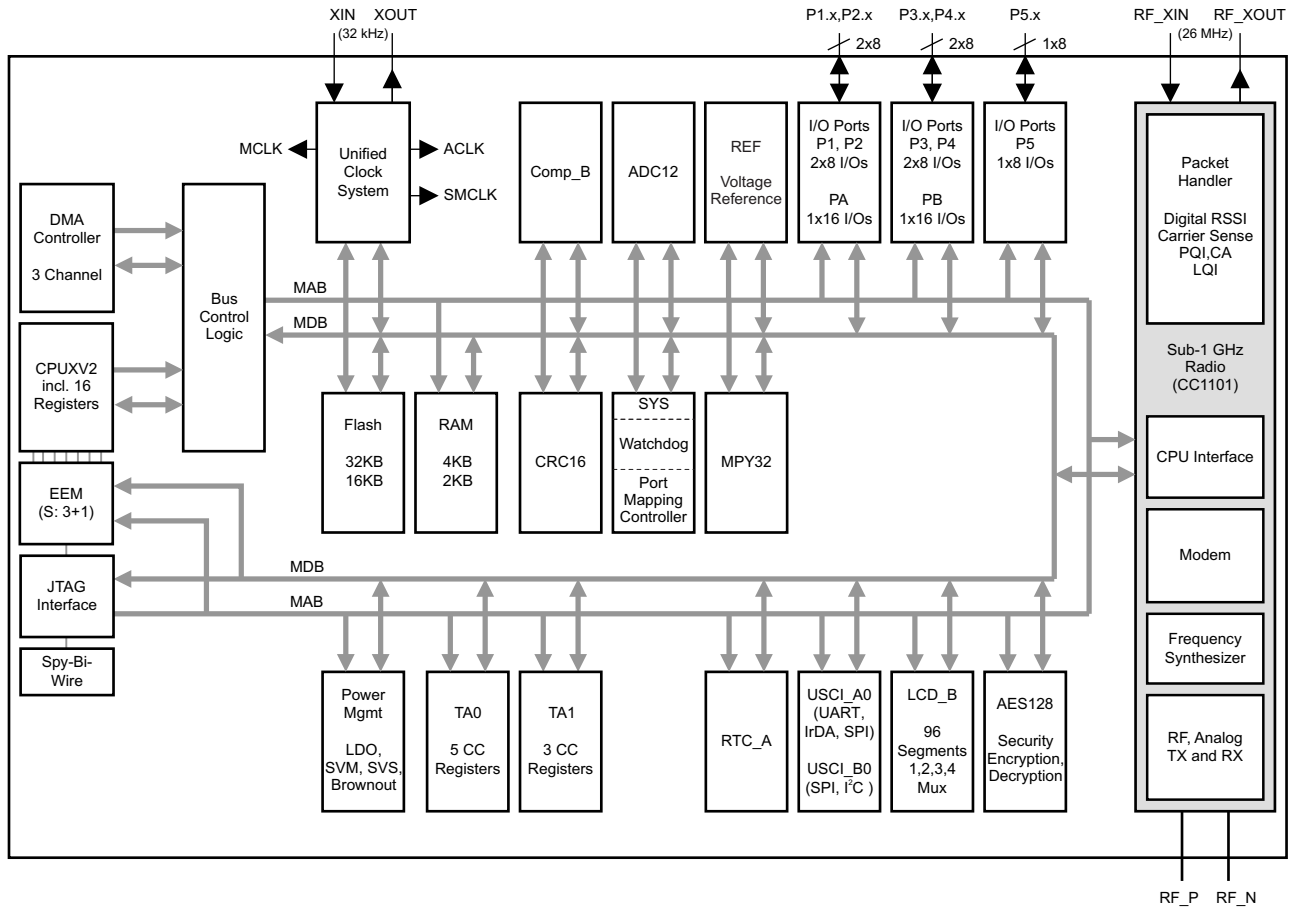 XIN XOUT
(32 kHz)
P1.x,P2.x
2x8
P3.x,P4.x
2x8
P5.x
1x8
RF_XIN RF_XOUT
(26 MHz)
MCLK
Unified
Clock
System
ACLK
SMCLK
Comp_B
ADC12
REF
Voltage
Reference
I/O Ports
P1, P2
2x8 I/Os
PA
1x16 I/Os
I/O Ports
P3, P4
2x8 I/Os
PB
1x16 I/Os
I/O Ports
P5
1x8 I/Os
Packet
Handler
Digital RSSI
Carrier Sense
PQI,CA
LQI
DMA
Controller
3 Channel
Bus
Control
Logic
MAB
MDB
CPUXV2
incl. 16
Registers
Sub-1 GHz
Radio
(CC1101)
Flash
32KB
16KB
RAM
4KB
2KB
CRC16
SYS
Watchdog
Port
Mapping
Controller
MPY32
CPU Interface
EEM
(S: 3+1)
Modem
JTAG
Interface
MDB
MAB
Spy-Bi-
Wire
Frequency
Synthesizer
Power
Mgmt
LDO,
SVM, SVS,
Brownout
TA0
5 CC
Registers
TA1
3 CC
Registers
RTC_A
USCI_A0
(UART,
IrDA, SPI)
USCI_B0
(SPI, I²C )
LCD_B
96
Segments
1,2,3,4
Mux
AES128
Security
Encryption,
Decryption
RF, Analog
TX and RX
RF_P RF_N